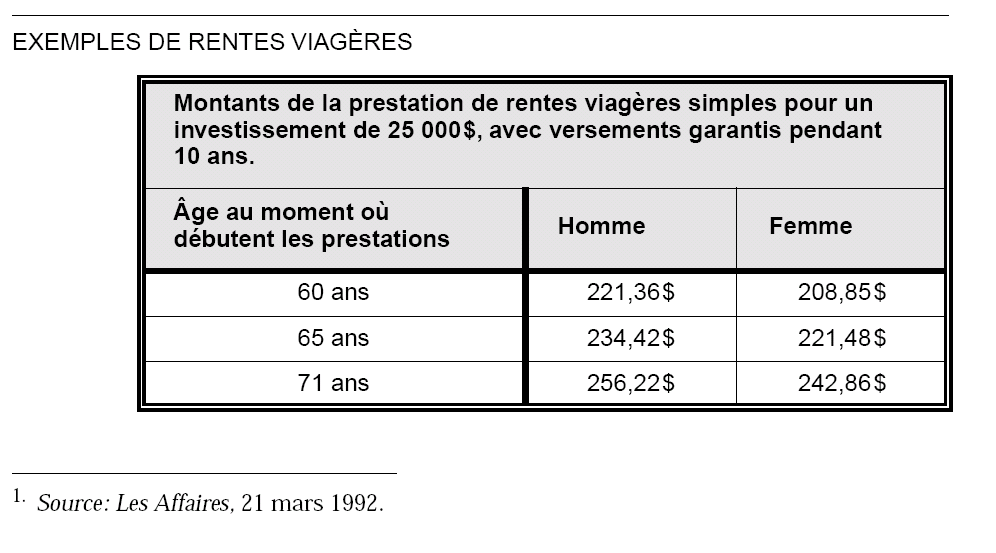 EXEMPLES DE RENTES VIAGÈRES
Montants de la prestation de rentes viagères simples pour un
investissement de 25 000$, avec versements garantis pendant
10 ans.
Âge au moment où
débutent les prestations
Homme
Femme
60 ans 221,36$ 208,85$
65 ans 234,42$ 221,48$
71 ans 256,22$ 242,86$
1. Source: Les Affaires, 21 mars 1992.